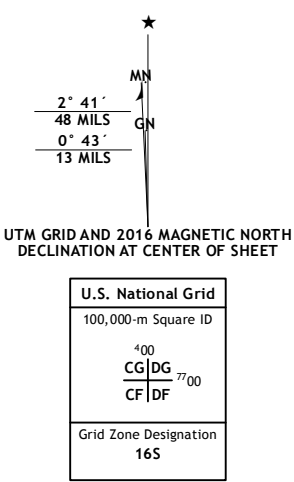 ★
MN
2° 41´
48 MILS
GN
0° 43´
13 MILS
UTM GRID AND 2016 MAGNETIC NORTH
DECLINATION AT CENTER OF SHEET
U.S. National Grid
100,000-m Square ID
⁴00
CG DG
⁷⁷00
CF DF
Grid Zone Designation
16S